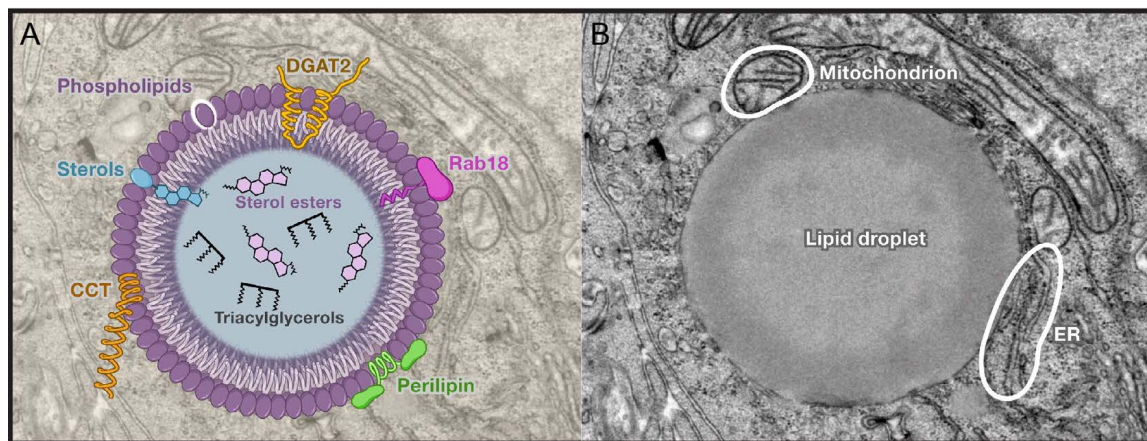 A
DGAT2
Phospholipids
Sterols
Rab18
Sterol esters
CCT
Triacylglycerols
Perilipin
B
Mitochondrion
Lipid droplet
ER